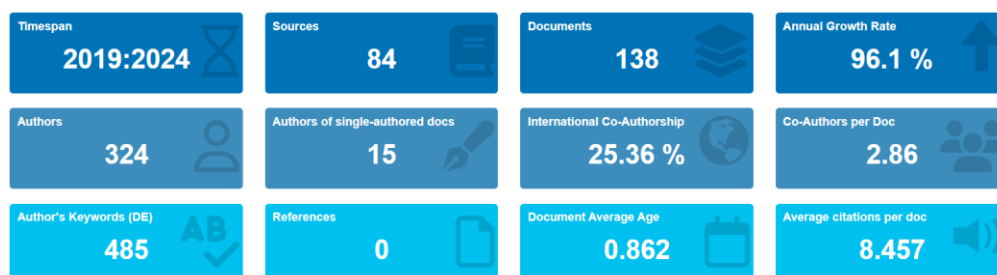 Timespan
2019:2024
Sources
84
Documents
138
Annual Growth Rate
96.1 %
Authors
324
Authors of single-authored docs
15
International Co-Authorship
25.36 %
Co-Authors per Doc
2.86
Author's Keywords (DE)
485
AB
References
0
Document Average Age
0.862
Average citations per doc
8.457